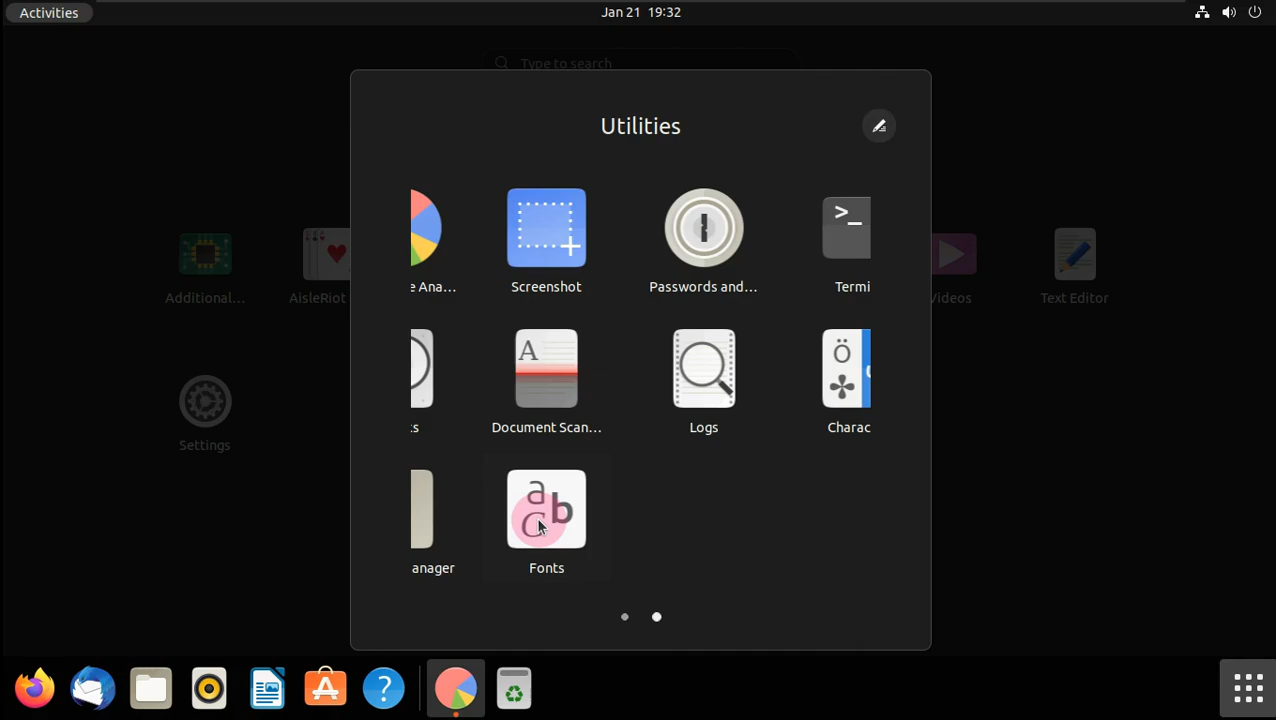 Activities
Jan 21 19:32
Type to search
Utilities
e Ana...
Screenshot
Passwords and...
Termi
Additional...
AisleRiot
Videos
Text Editor
Document Scan...
Logs
Charac
Settings
anager
Fonts